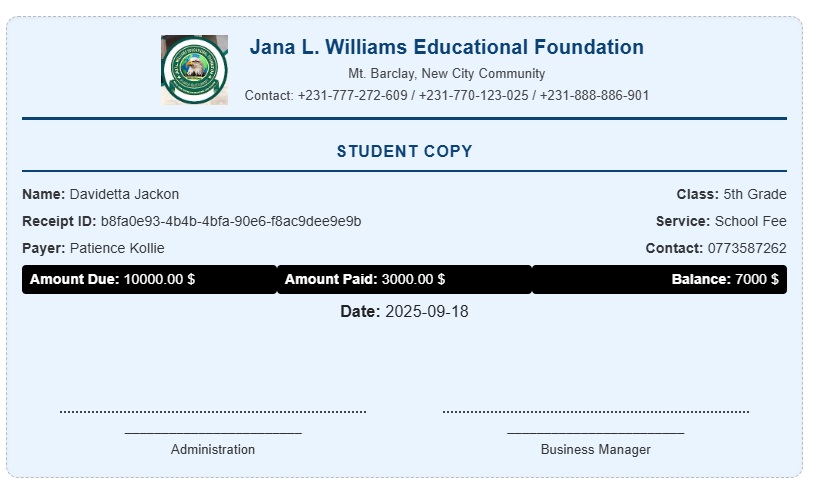 Jana L. Williams Educational Foundation
Mt. Barclay, New City Community
Contact: +231-777-272-609 / +231-770-123-025 / +231-888-886-901
STUDENT COPY
Name: Davidetta Jackon Class: 5th Grade
Receipt ID: b8fa0e93-4b4b-4bfa-90e6-f8ac9dee9e9b Service: School Fee
Payer: Patience Kollie Contact: 0773587262
Amount Due: 10000.00 $ Amount Paid: 3000.00 $ Balance: 7000 $
Date: 2025-09-18
Administration Business Manager